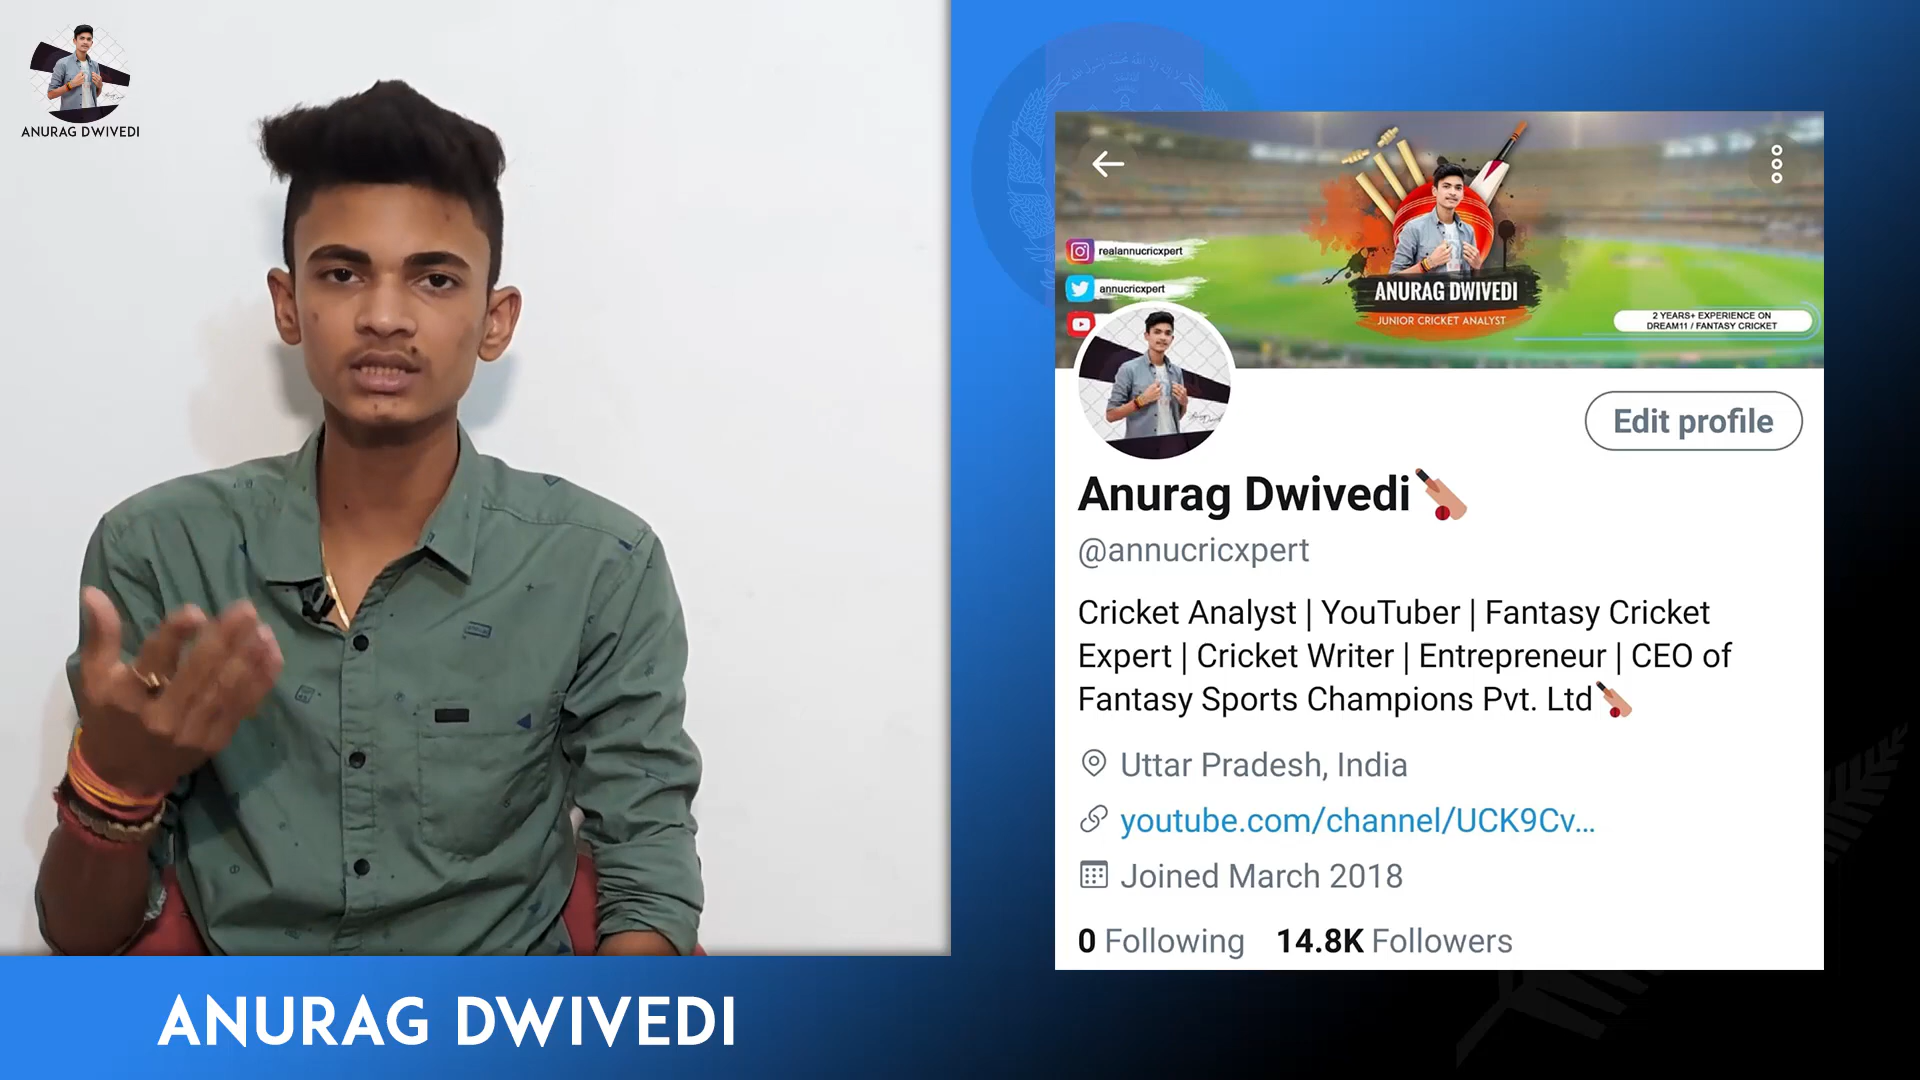 ANURAG DWIVEDI
realannucricxpert
annucricxpert
ANURAG DWIVEDI
JUNIOR CRICKET ANALYST
2 YEARS+ EXPERIENCE ON
DREAM11 / FANTASY CRICKET
Edit profile
Anurag Dwivedi
@annucricxpert
Cricket Analyst | YouTuber | Fantasy Cricket
Expert | Cricket Writer | Entrepreneur | CEO of
Fantasy Sports Champions Pvt. Ltd
Uttar Pradesh, India
youtube.com/channel/UCK9Cv...
Joined March 2018
0 Following 14.8K Followers
ANURAG DWIVEDI